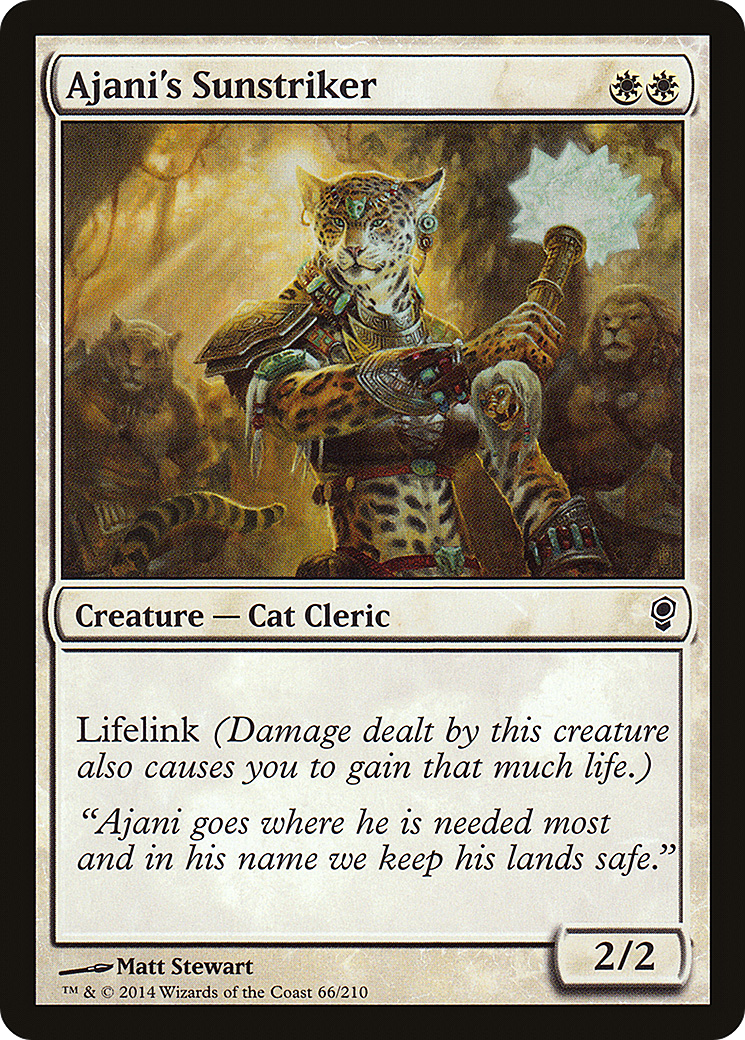 Ajani's Sunstriker
Creature — Cat Cleric
Lifelink (Damage dealt by this creature
also causes you to gain that much life.)
“Ajani goes where he is needed most
and in his name we keep his lands safe.”
2/2
Matt Stewart
™ & © 2014 Wizards of the Coast 66/210